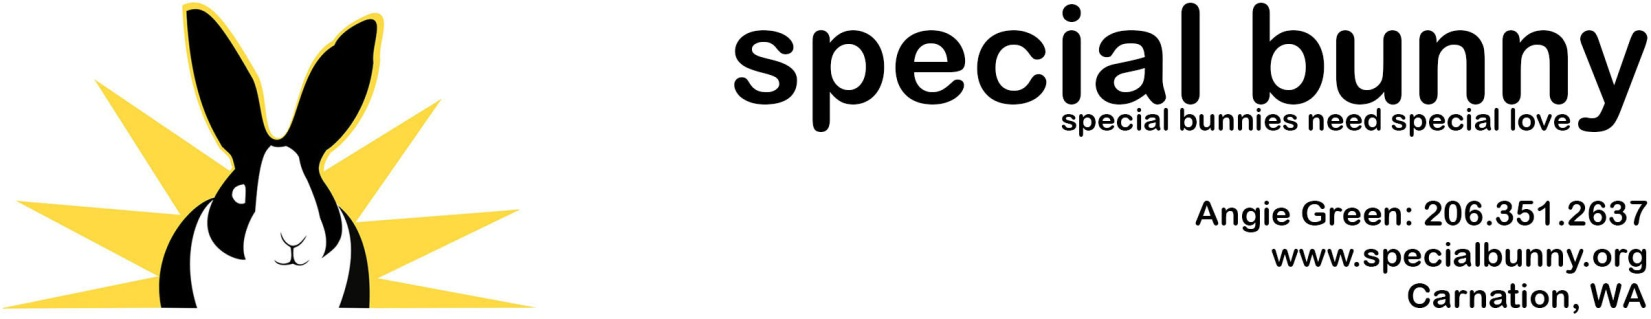 special bunny
special bunnies need special love
Angie Green: 206.351.2637
www.specialbunny.org
Carnation, WA